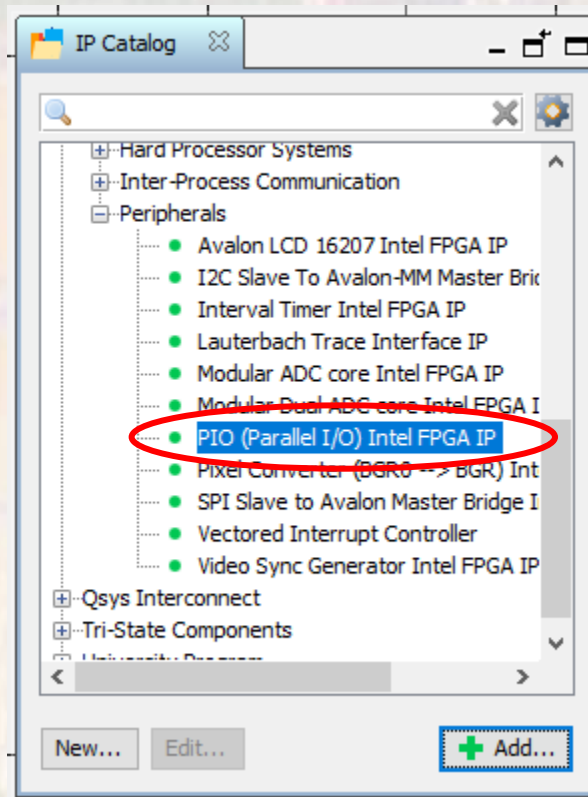 IP Catalog
Hard Processor Systems
Inter-Process Communication
Peripherals
Avalon LCD 16207 Intel FPGA IP
I2C Slave To Avalon-MM Master Bric
Interval Timer Intel FPGA IP
Lauterbach Trace Interface IP
Modular ADC core Intel FPGA IP
Modular Dual ADC core Intel FPGA I
PIO (Parallel I/O) Intel FPGA IP
Pixel Converter (BGR0 --> BGR) Int
SPI Slave to Avalon Master Bridge I
Vectored Interrupt Controller
Video Sync Generator Intel FPGA IP
Qsys Interconnect
Tri-State Components
University Program
New... Edit... Add...